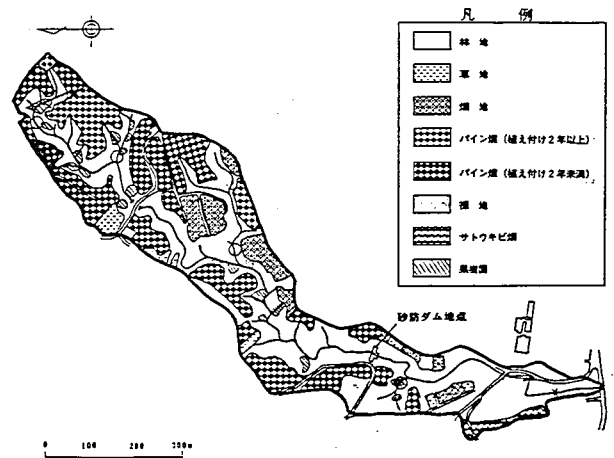 凡 例
林 地
草 地
畑 地
パイン畑（植え付け2年以上）
パイン畑（植え付け2年未満）
裸 地
サトウキビ畑
果樹園
砂防ダム地点
0 100 200 300m